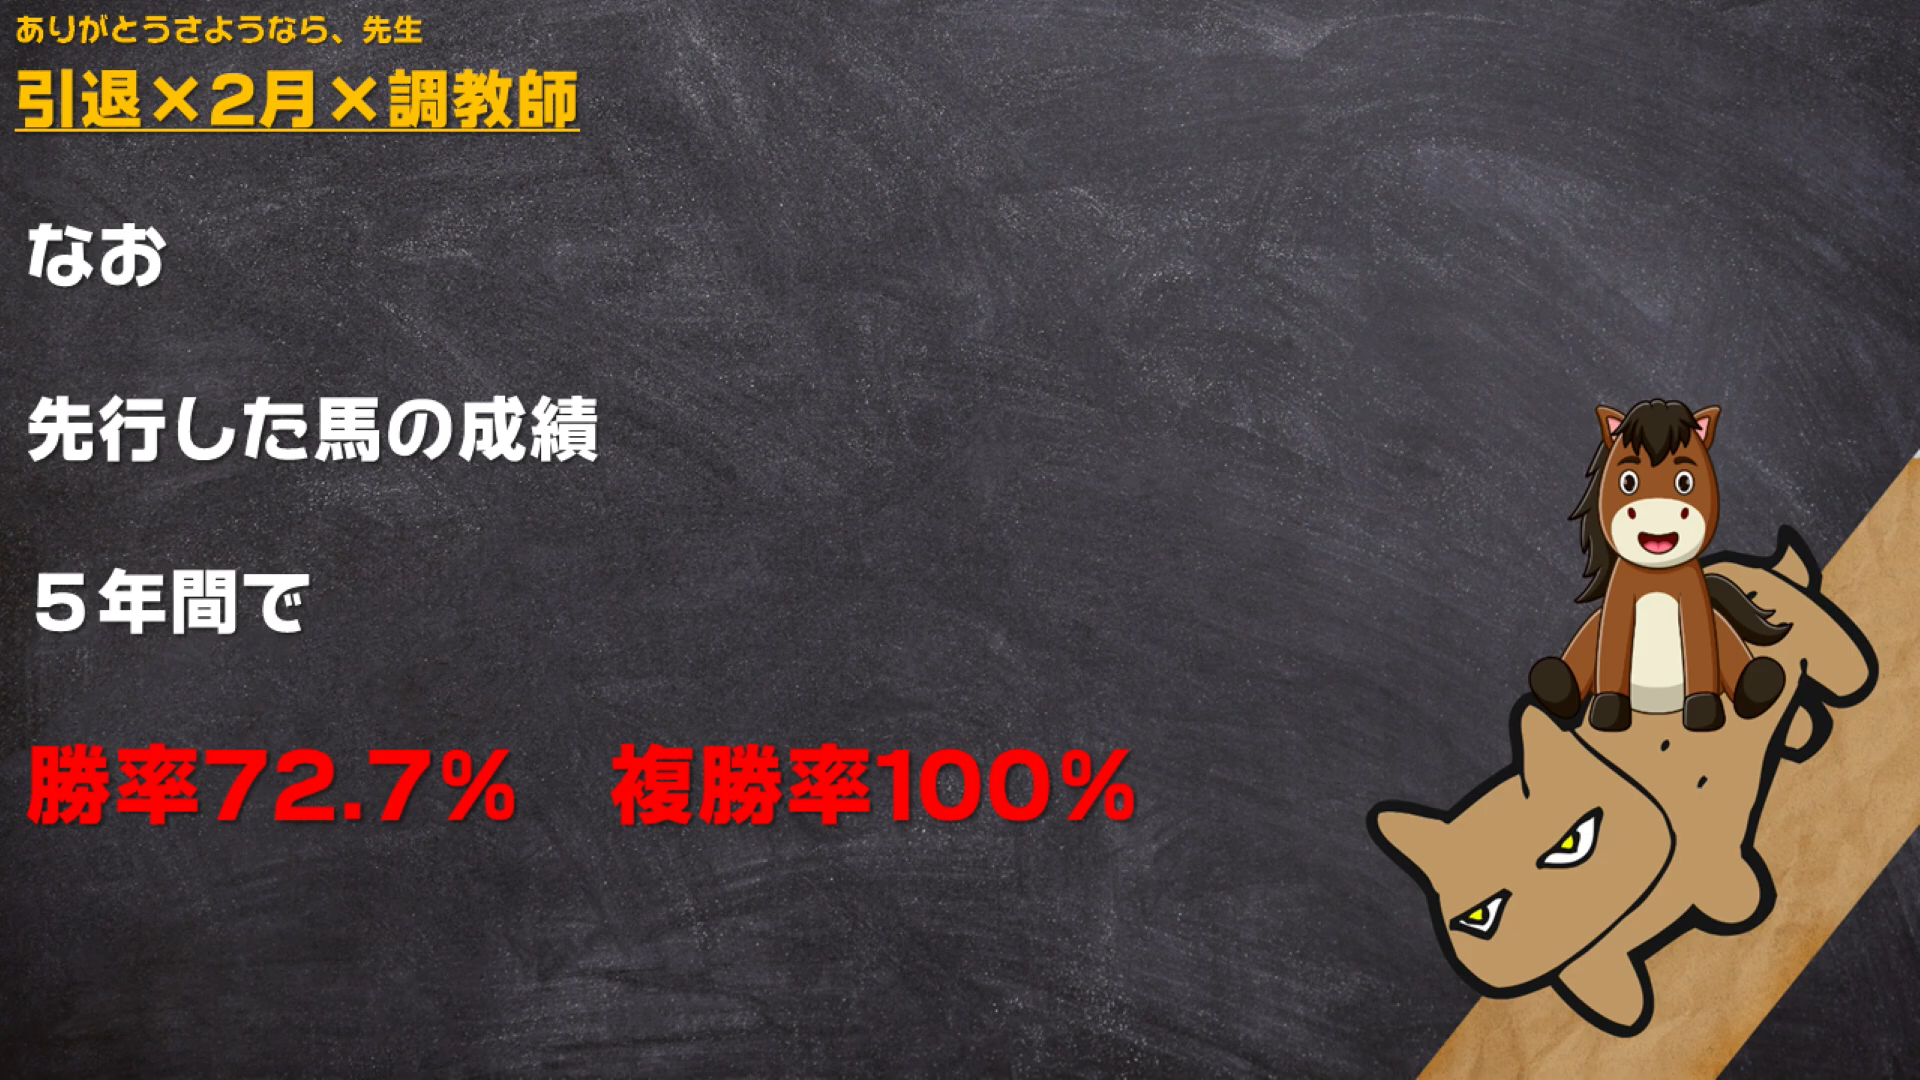 ありがとうさようなら、先生
引退×2月×調教師
なお
先行した馬の成績
５年間で
勝率72.7%　複勝率100%